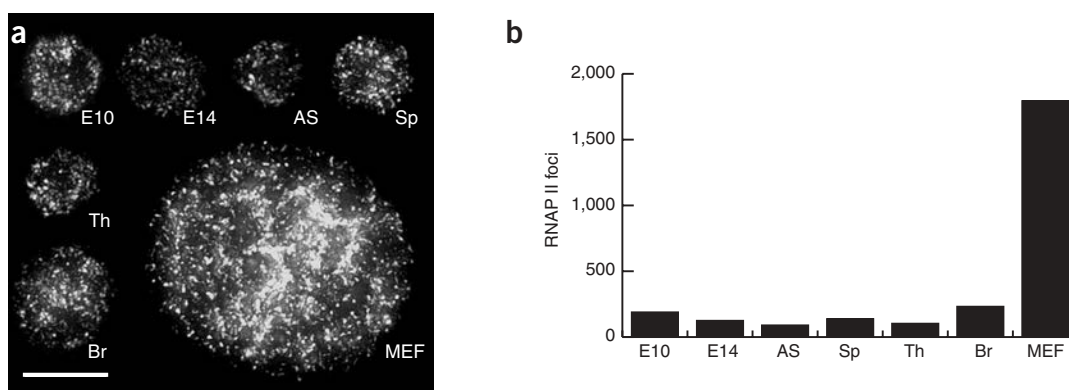 a
E10
E14
AS
Sp
Th
Br
MEF
b
2,000
1,500
1,000
500
0
RNAP II foci
E10 E14 AS Sp Th Br MEF